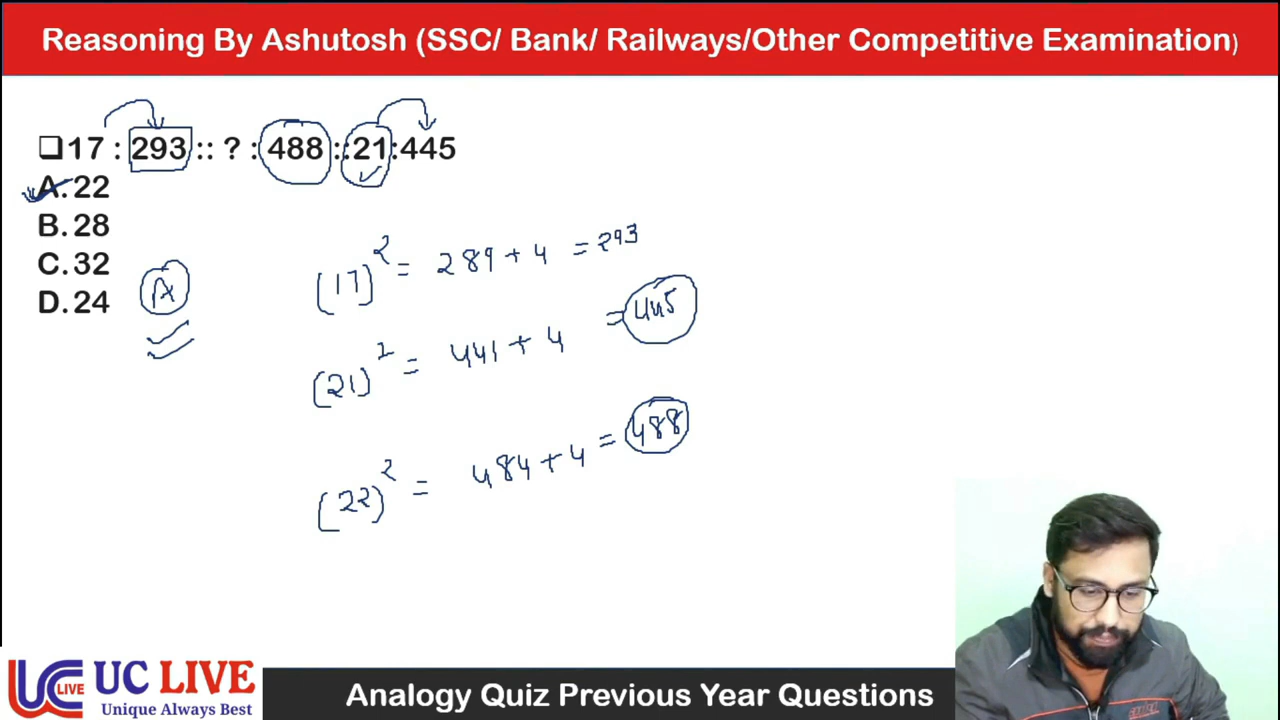 Reasoning By Ashutosh (SSC/ Bank/ Railways/Other Competitive Examination)
❑17 : 293 :: ? : 488 :: 21:445
A. 22
B. 28
C. 32
D. 24
A
(17)² = 289 + 4 = 293
(21)² = 441 + 4 = 445
(22)² = 484 + 4 = 488
UC LIVE
LIVE
Unique Always Best
Analogy Quiz Previous Year Questions